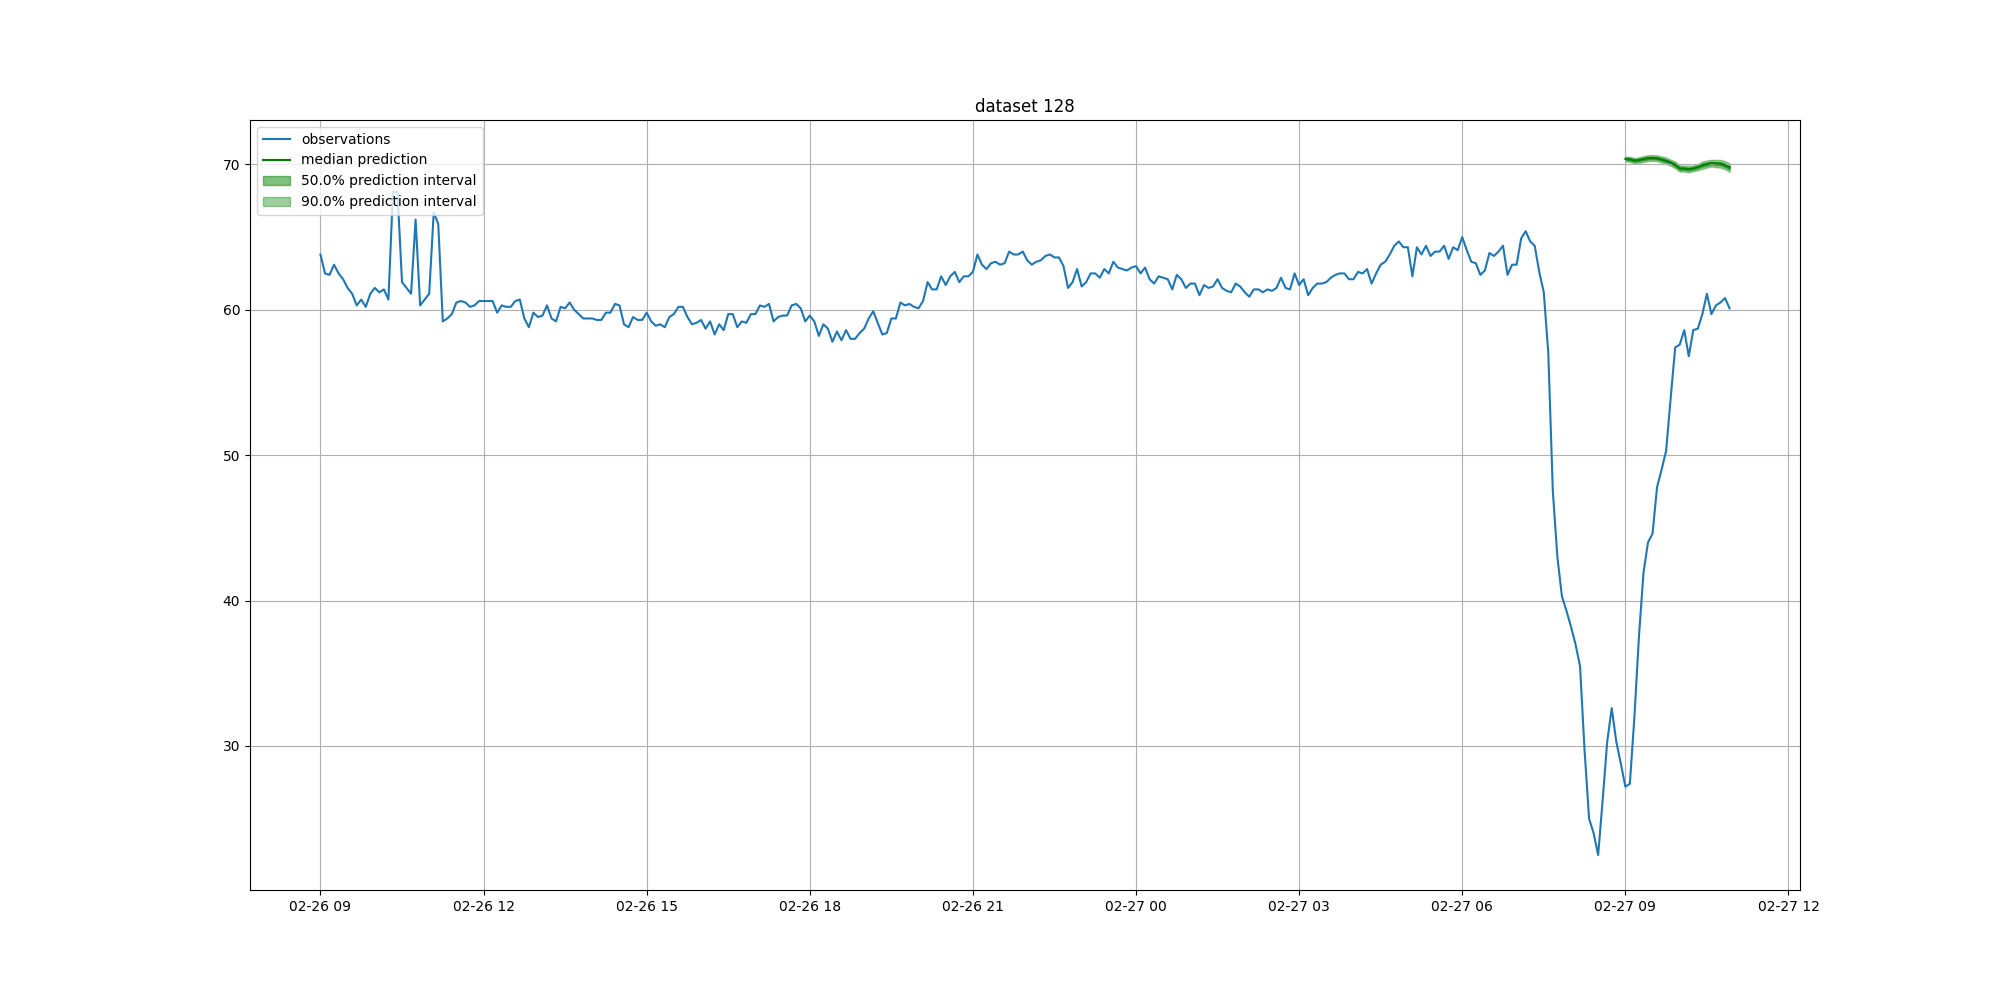 dataset 128
observations
median prediction
50.0% prediction interval
90.0% prediction interval
70
60
50
40
30
02-26 09 02-26 12 02-26 15 02-26 18 02-26 21 02-27 00 02-27 03 02-27 06 02-27 09 02-27 12